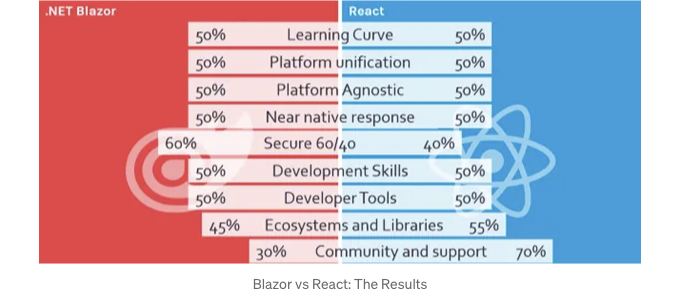 .NET Blazor React
50% Learning Curve 50%
50% Platform unification 50%
50% Platform Agnostic 50%
50% Near native response 50%
60% Secure 60/40 40%
50% Development Skills 50%
50% Developer Tools 50%
45% Ecosystems and Libraries 55%
30% Community and support 70%
Blazor vs React: The Results